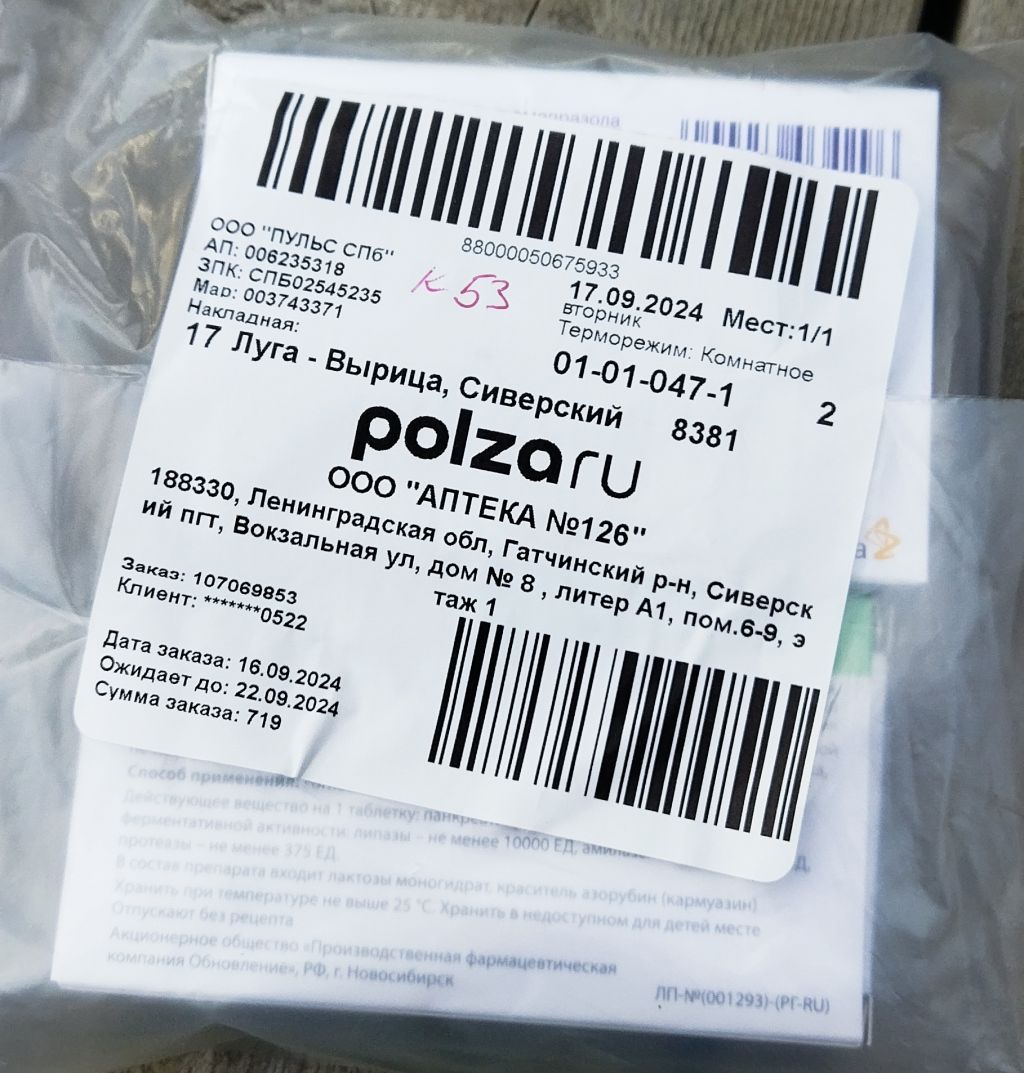 88000050675933
ООО "ПУЛЬС СПб"
АП: 006235318
ЗПК: СПБ02545235
Мар: 003743371
Накладная:
К 53
17.09.2024 Мест:1/1
вторник
Терморежим: Комнатное
01-01-047-1 2
17 Луга - Вырица, Сиверский 8381
polzaru
ООО "АПТЕКА №126"
188330, Ленинградская обл, Гатчинский р-н, Сиверск
ий пгт, Вокзальная ул, дом № 8 , литер А1, пом.6-9, э
таж 1
Заказ: 107069853
Клиент: *******0522
Дата заказа: 16.09.2024
Ожидает до: 22.09.2024
Сумма заказа: 719
Способ применения:
Действующее вещество на 1 таблетку:
ферментативной активности: липазы – не менее 10000 ЕД,
протеазы – не менее 375 ЕД.
В состав препарата входит лактозы моногидрат, краситель азорубин (кармуазин)
Хранить при температуре не выше 25 °С. Хранить в недоступном для детей месте
Отпускают без рецепта
Акционерное общество «Производственная фармацевтическая
компания Обновление», РФ, г. Новосибирск
ЛП-№(001293)-(РГ-RU)